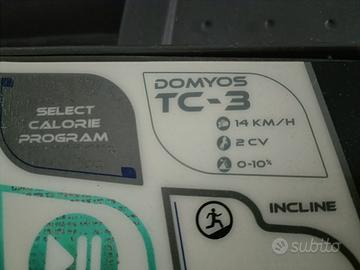 DOMYOS
TC-3
14 KM/H
2 CV
0-10%
SELECT
CALORIE
PROGRAM
INCLINE
subito